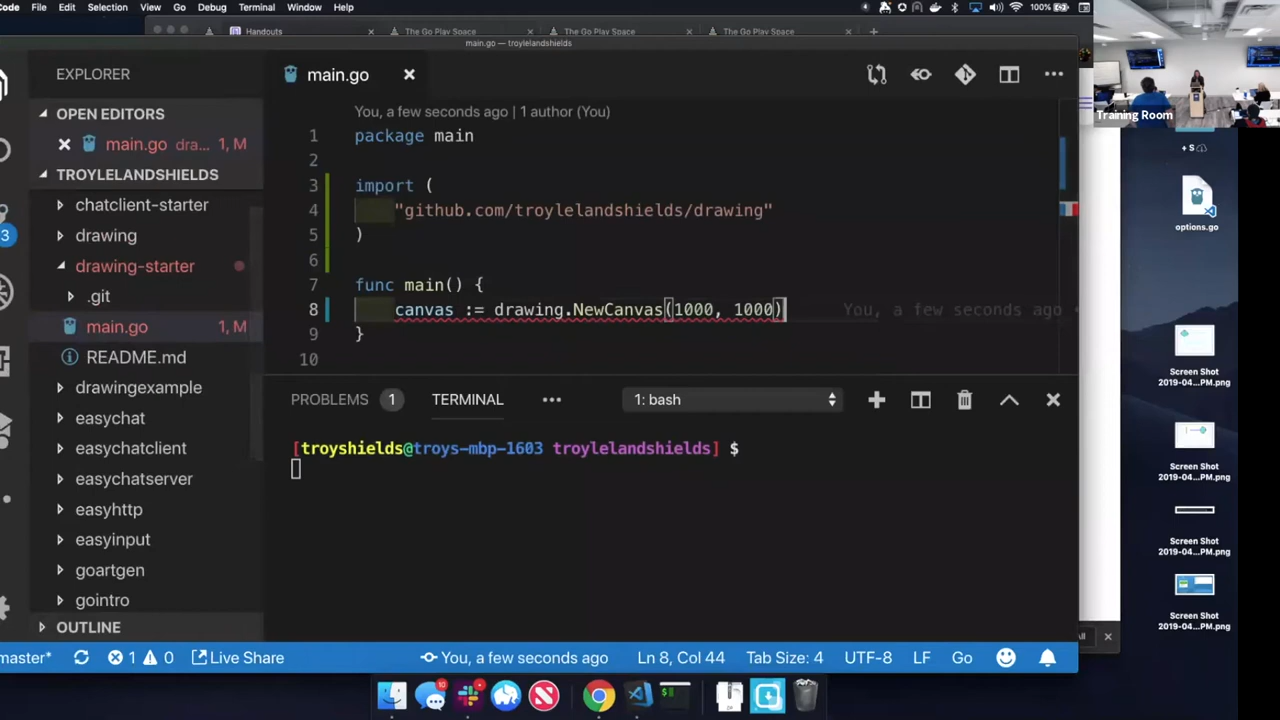 Code File Edit Selection View Go Debug Terminal Window Help 100%
Handouts The Go Play Space The Go Play Space The Go Play Space
main.go — troylelandshields
EXPLORER
OPEN EDITORS
main.go dra... 1, M
TROYLELANDSHIELDS
chatclient-starter
drawing
drawing-starter
.git
main.go 1, M
README.md
drawingexample
easychat
easychatclient
easychatserver
easyhttp
easyinput
goartgen
gointro
OUTLINE
main.go
You, a few seconds ago | 1 author (You)
1 package main
2
3 import (
4 "github.com/troylelandshields/drawing"
5 )
6
7 func main() {
8 canvas := drawing.NewCanvas(1000, 1000) You, a few seconds ago •
9 }
10
PROBLEMS 1 TERMINAL 1: bash
[troyshields@troys-mbp-1603 troylelandshields] $
master* 1 0 Live Share You, a few seconds ago Ln 8, Col 44 Tab Size: 4 UTF-8 LF Go
3
10
Training Room
+ S
options.go
Screen Shot
2019-04...PM.png
Screen Shot
2019-04...PM.png
Screen Shot
2019-04...PM.png
Screen Shot
2019-04...PM.png